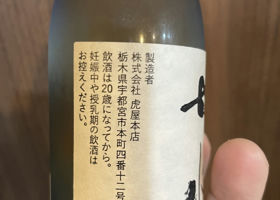 製造者
株式会社 虎屋本店
栃木県宇都宮市本町四番十二号
飲酒は20歳になってから。
妊娠中や授乳期の飲酒は
お控えください。